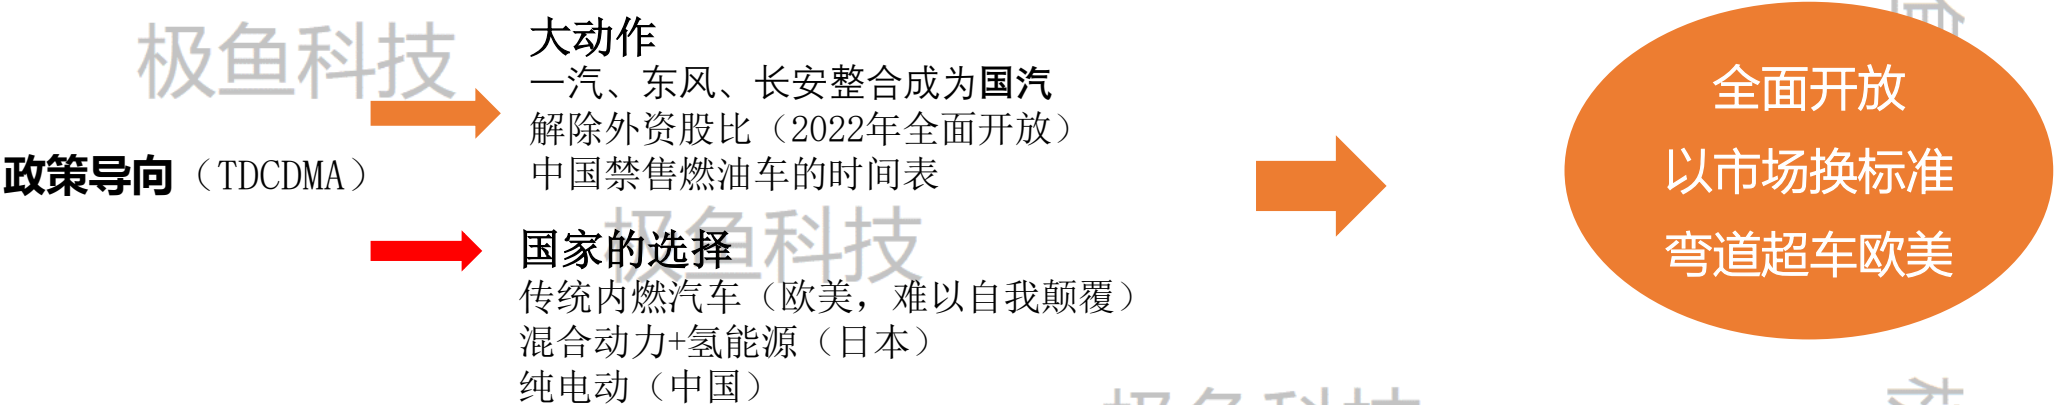 极鱼科技
大动作
一汽、东风、长安整合成为国汽
解除外资股比（2022年全面开放）
中国禁售燃油车的时间表
政策导向（TDCDMA）
极鱼科技
国家的选择
传统内燃汽车（欧美，难以自我颠覆）
混合动力+氢能源（日本）
纯电动（中国）
全面开放
以市场换标准
弯道超车欧美
极鱼科技